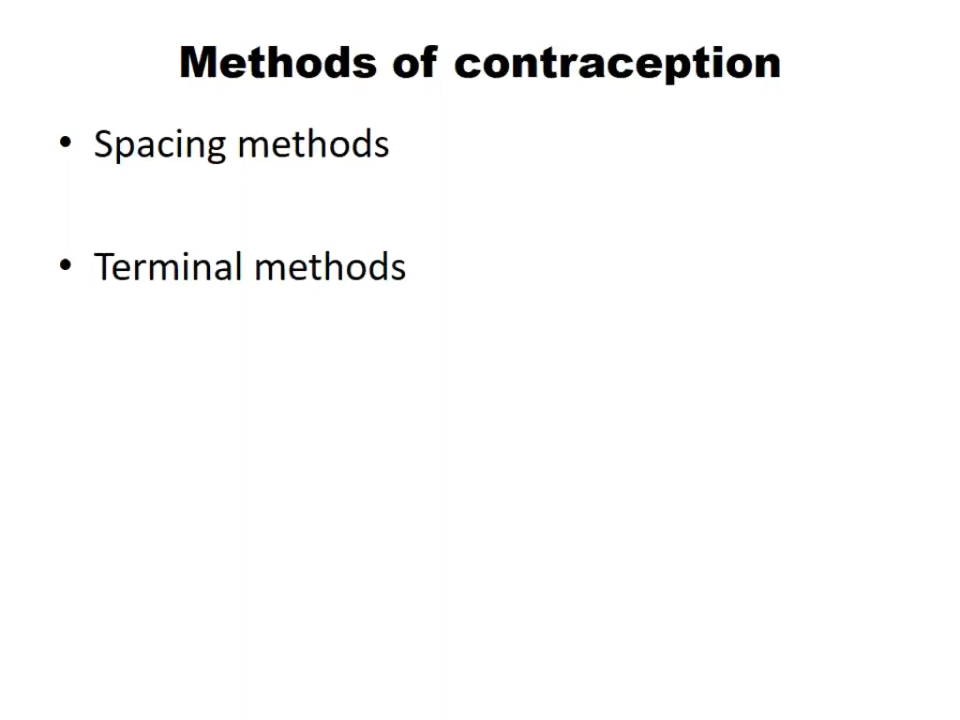 Methods of contraception
• Spacing methods
• Terminal methods